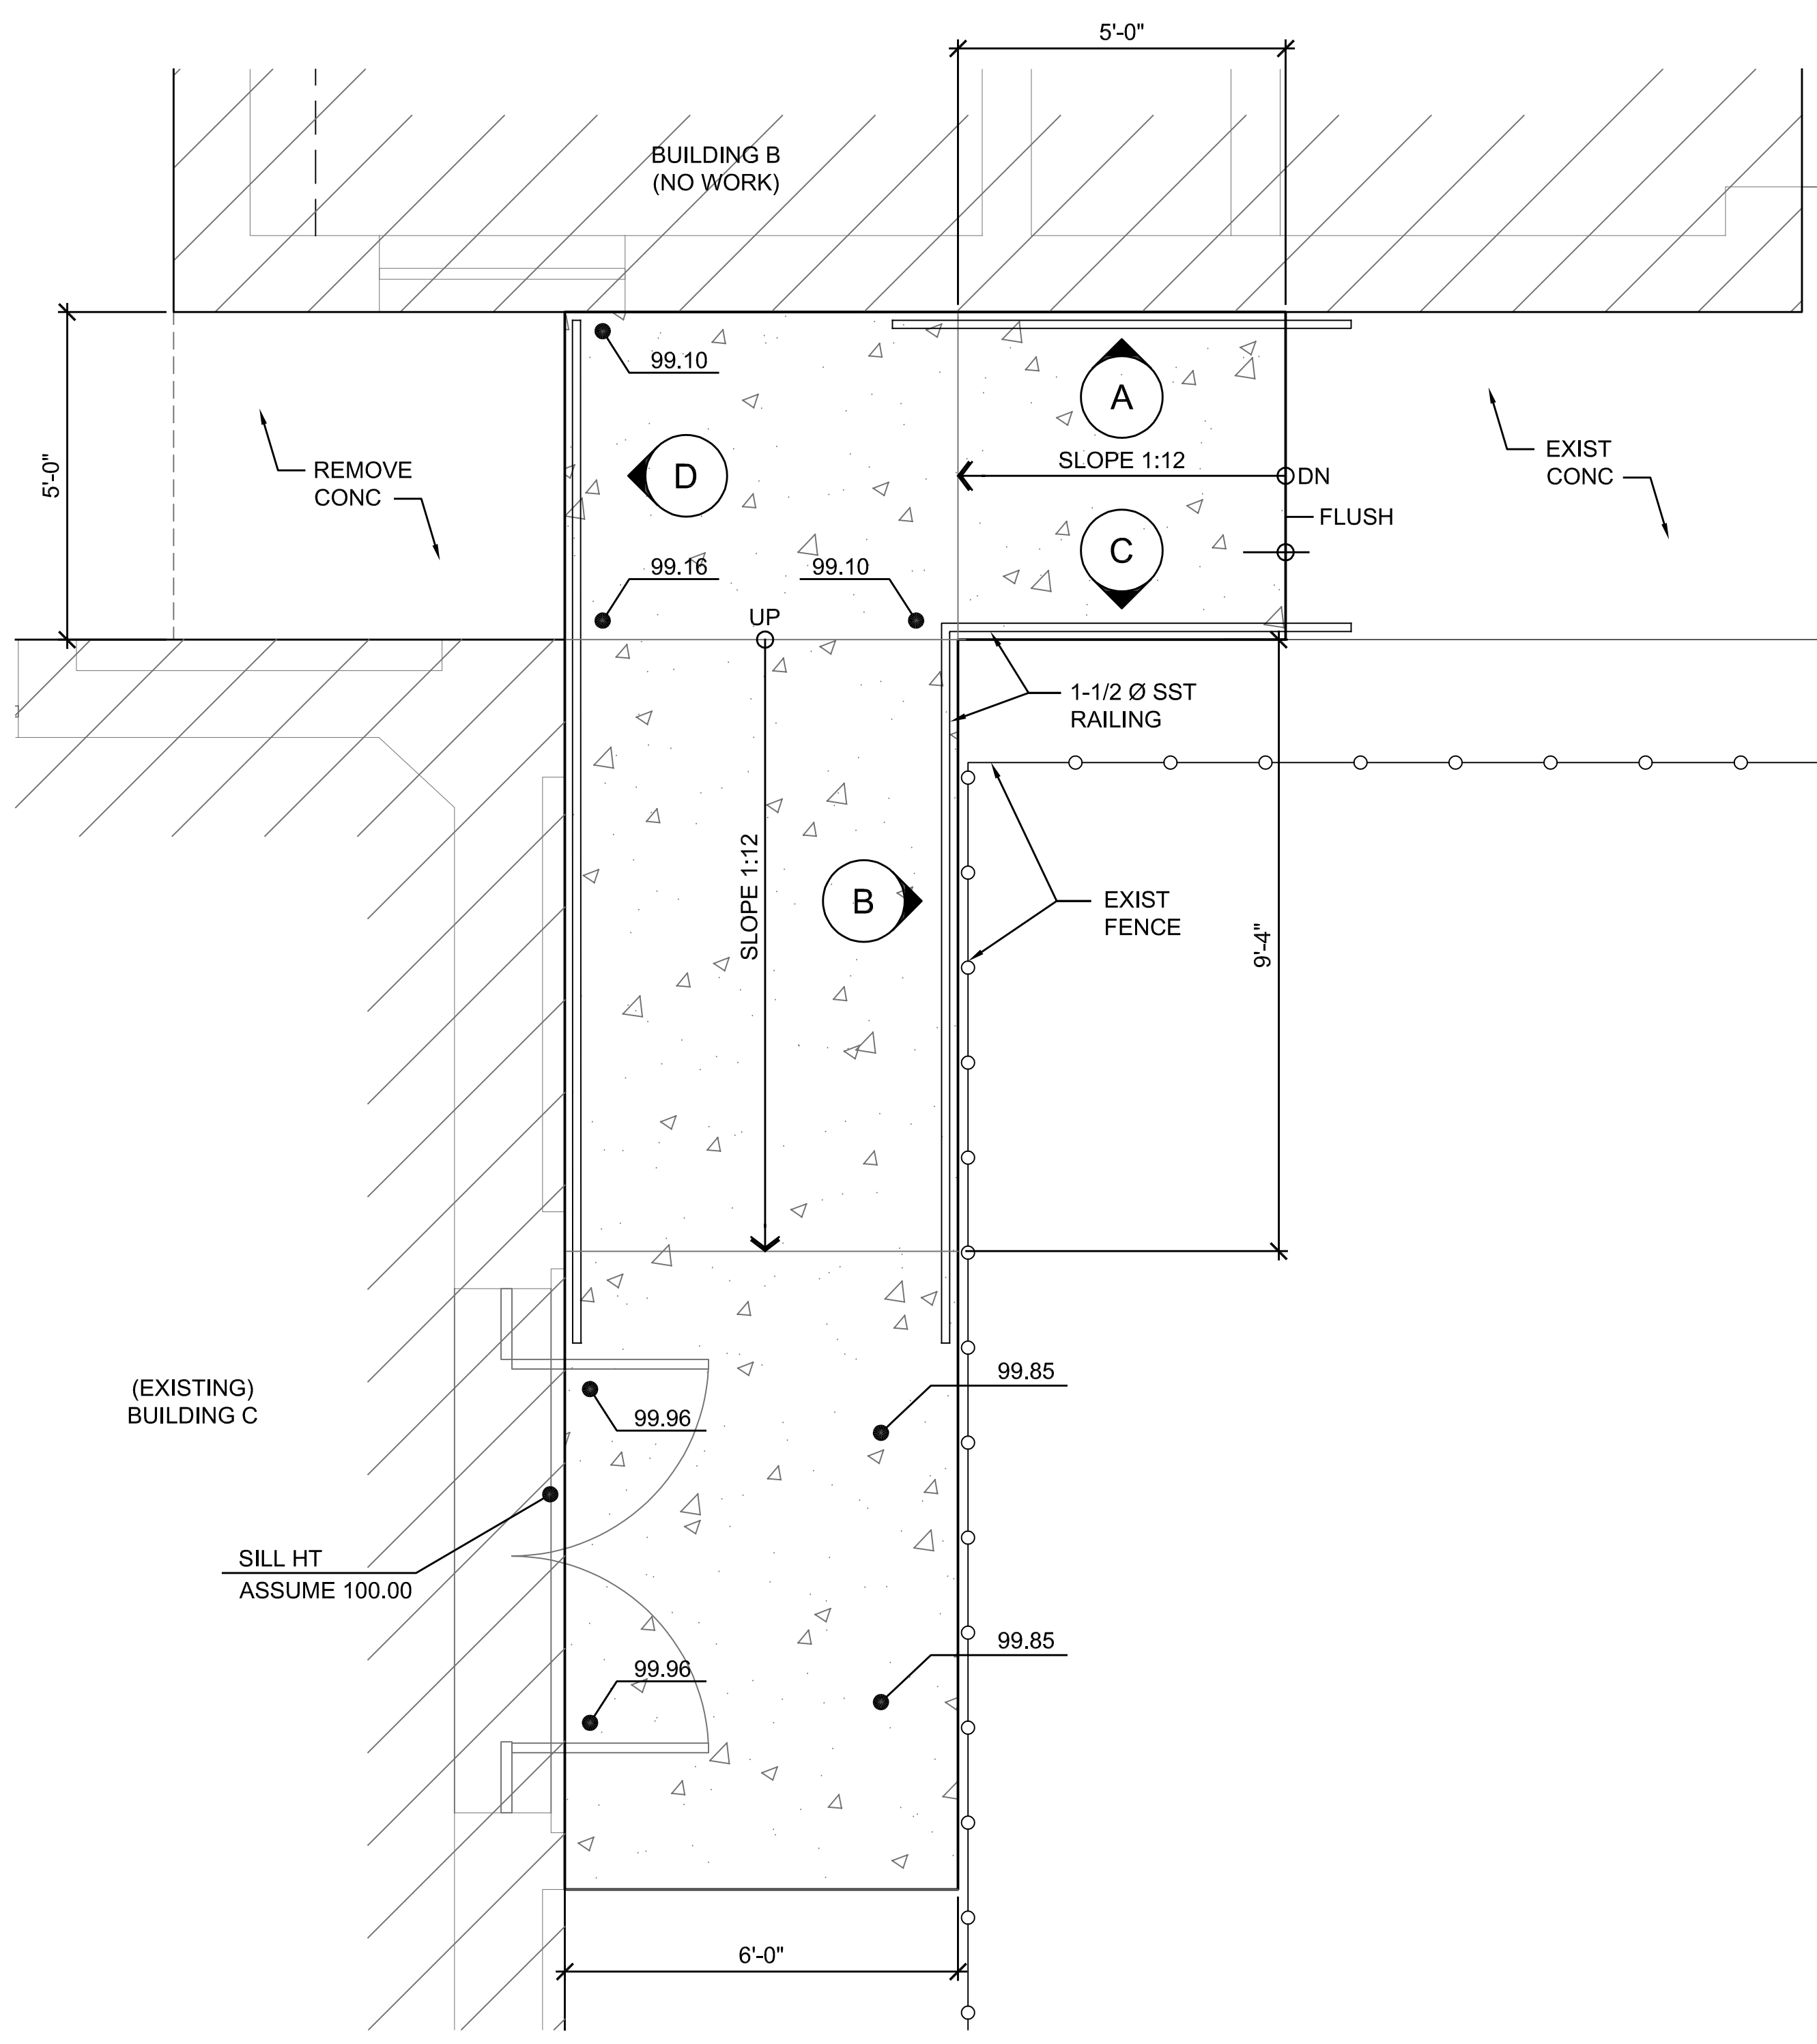 5'-0"
BUILDING B
(NO WORK)
99.10
A
5'-0"
REMOVE
CONC
D
SLOPE 1:12
DN
EXIST
CONC
FLUSH
C
99.16
99.10
UP
1-1/2 Ø SST
RAILING
SLOPE 1:12
B
EXIST
FENCE
9'-4"
(EXISTING)
BUILDING C
99.85
99.96
SILL HT
ASSUME 100.00
99.85
99.96
6'-0"